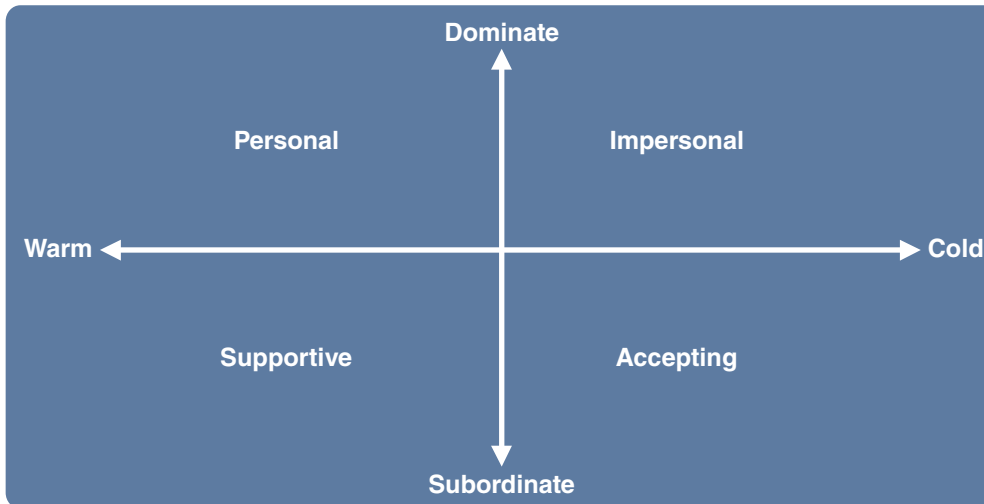 Dominate
Personal Impersonal
Warm Cold
Supportive Accepting
Subordinate